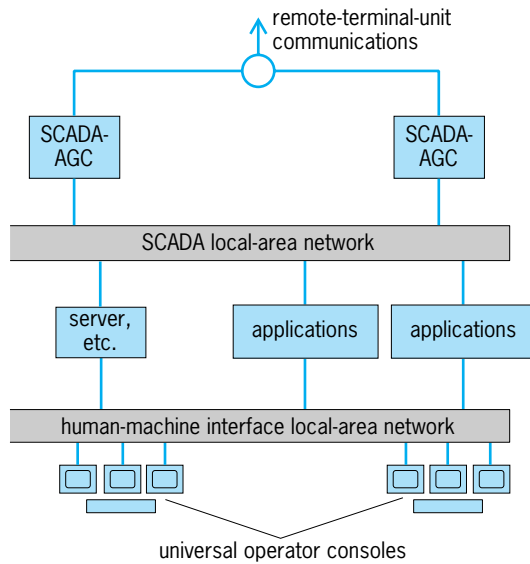 remote-terminal-unit
communications
SCADA-
AGC
SCADA-
AGC
SCADA local-area network
server,
etc.
applications
applications
human-machine interface local-area network
universal operator consoles